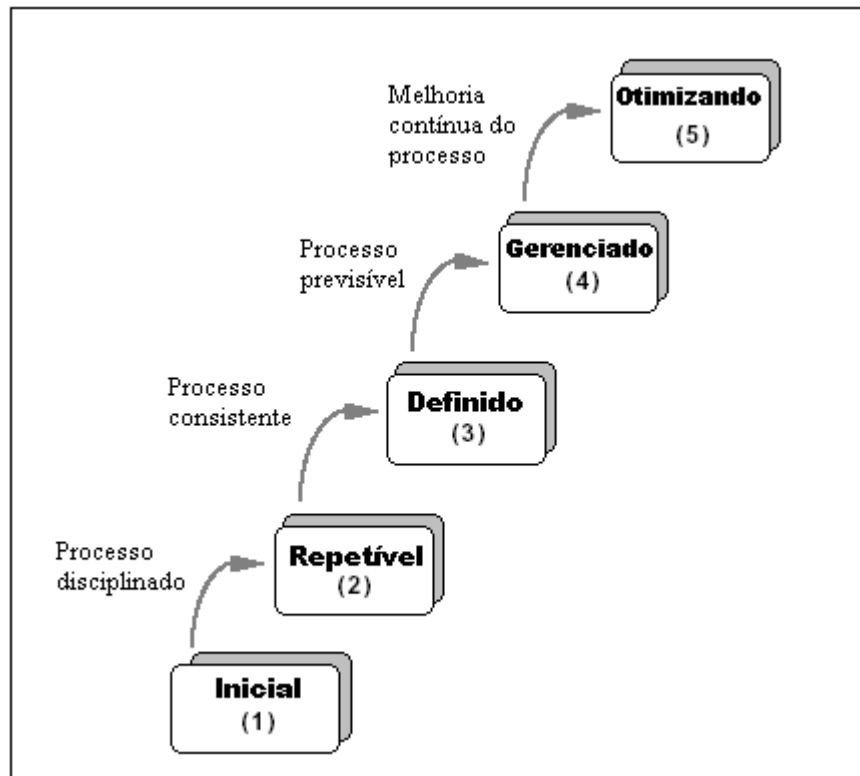 Melhoria
contínua do
processo
Otimizando
(5)
Processo
previsível
Gerenciado
(4)
Processo
consistente
Definido
(3)
Processo
disciplinado
Repetível
(2)
Inicial
(1)